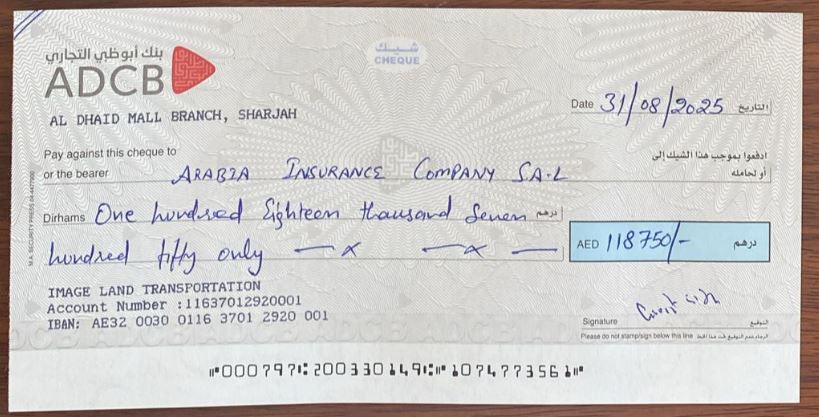 بنك أبوظبي التجاري
ADCB
شيك
CHEQUE
AL DHAID MALL BRANCH, SHARJAH
Date 31/08/2025 التاريخ
Pay against this cheque to
or the bearer
ادفعوا بموجب هذا الشيك إلى
أو لحامله
ARABIA INSURANCE COMPANY S.A.L
Dirhams One hundred Eighteen thousand Seven درهم
hundred fifty only — x — x —
AED 118750/- درهم
IMAGE LAND TRANSPORTATION
Account Number :11637012920001
IBAN: AE32 0030 0116 3701 2920 001
Signature التوقيع
Please do not stamp/sign below this line
⑈000797⑆200330149⑆⑈1074773561⑈